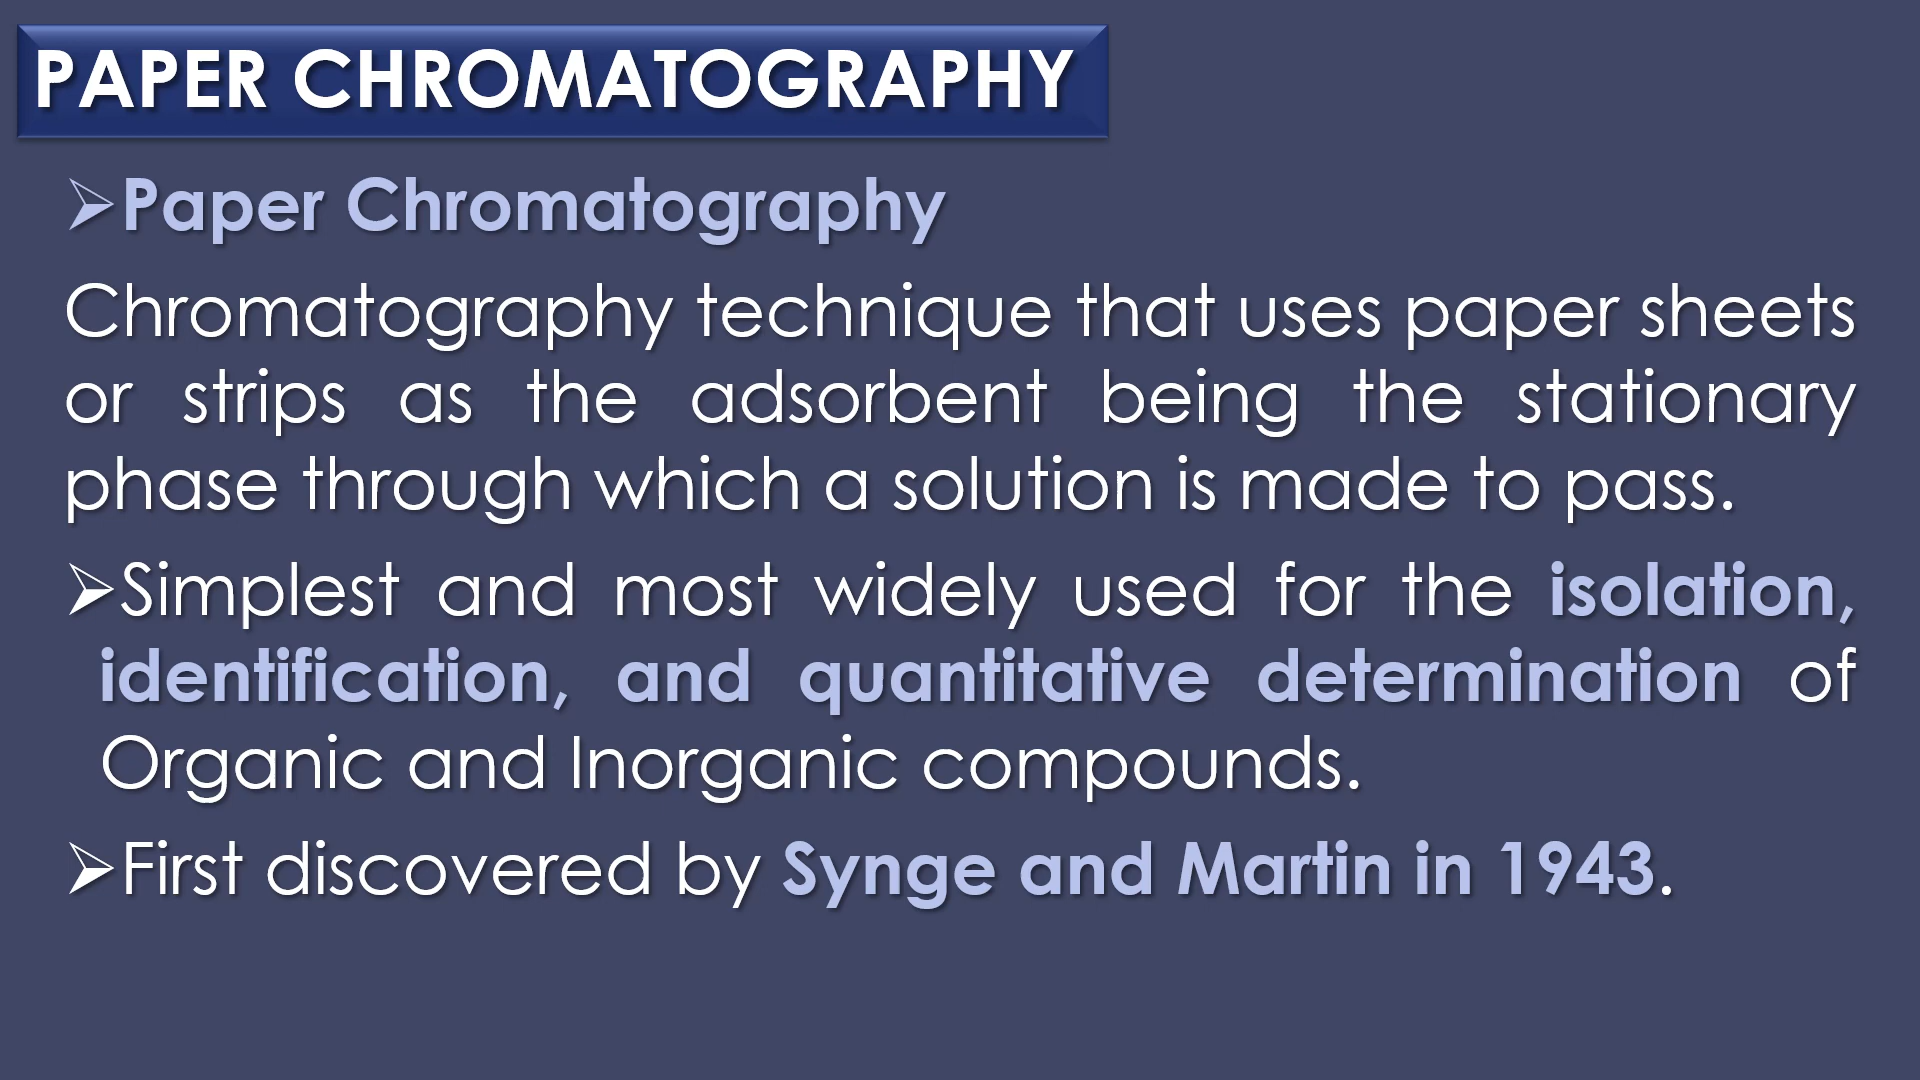 PAPER CHROMATOGRAPHY
➢Paper Chromatography
Chromatography technique that uses paper sheets
or strips as the adsorbent being the stationary
phase through which a solution is made to pass.
➢Simplest and most widely used for the isolation,
identification, and quantitative determination of
Organic and Inorganic compounds.
➢First discovered by Synge and Martin in 1943.